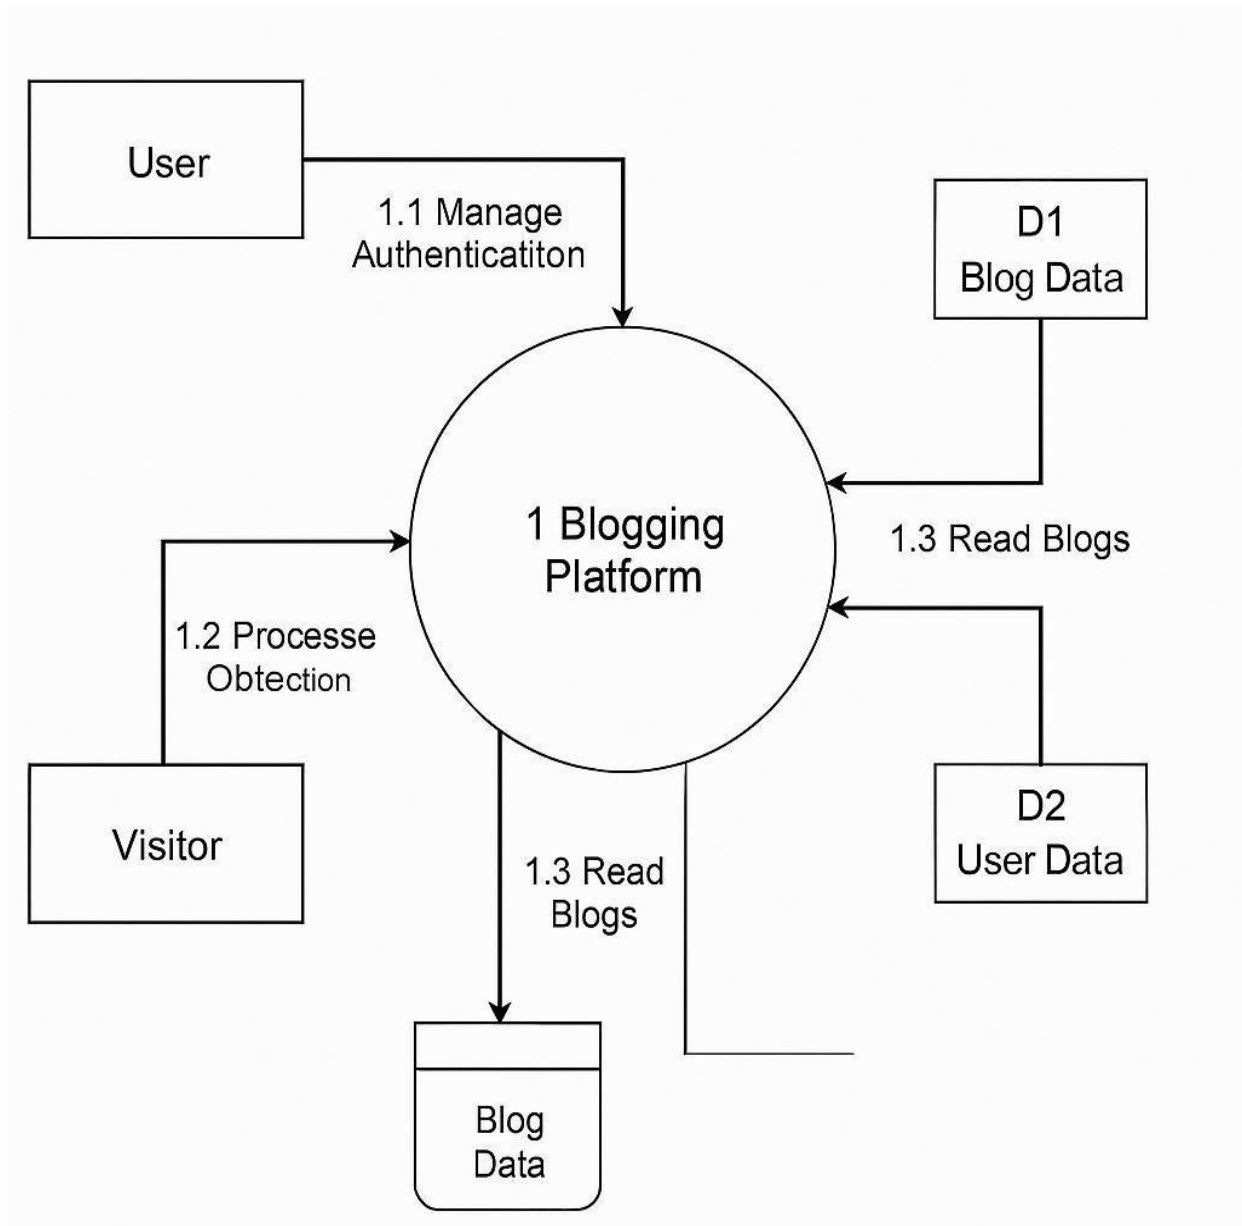 User
1.1 Manage
Authenticatiton
D1
Blog Data
1 Blogging
Platform
1.3 Read Blogs
1.2 Processe
Obtection
Visitor
D2
User Data
1.3 Read
Blogs
Blog
Data